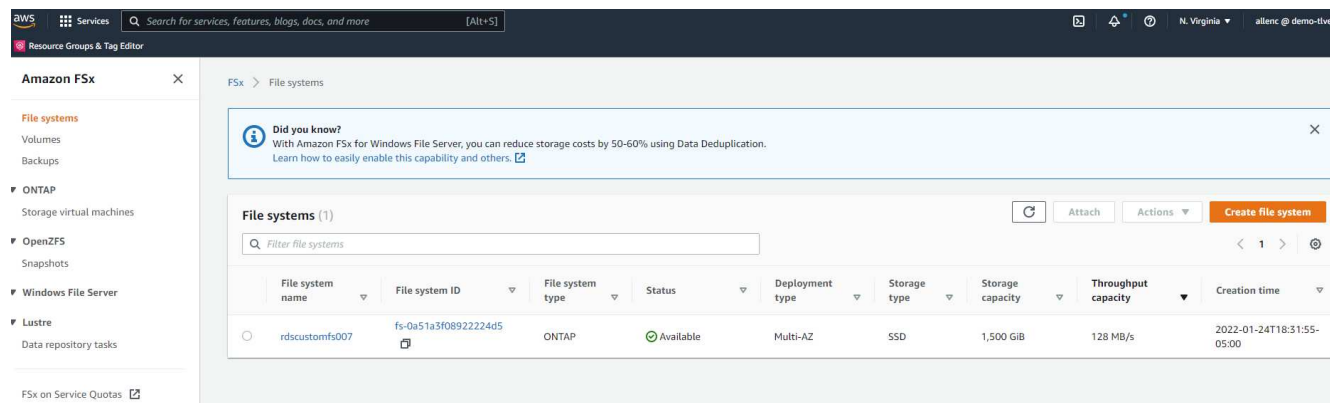 aws
Services
Search for services, features, blogs, docs, and more
[Alt+S]
N. Virginia ▼
allenc @ demo-tlve
Resource Groups & Tag Editor
Amazon FSx
File systems
Volumes
Backups
ONTAP
Storage virtual machines
OpenZFS
Snapshots
Windows File Server
Lustre
Data repository tasks
FSx on Service Quotas
FSx > File systems
Did you know?
With Amazon FSx for Windows File Server, you can reduce storage costs by 50-60% using Data Deduplication.
Learn how to easily enable this capability and others.
File systems (1)
Attach
Actions ▼
Create file system
Filter file systems
< 1 >
File system name
File system ID
File system type
Status
Deployment type
Storage type
Storage capacity
Throughput capacity
Creation time
rdscustomfs007
fs-0a51a3f08922224d5
ONTAP
Available
Multi-AZ
SSD
1,500 GiB
128 MB/s
2022-01-24T18:31:55-
05:00